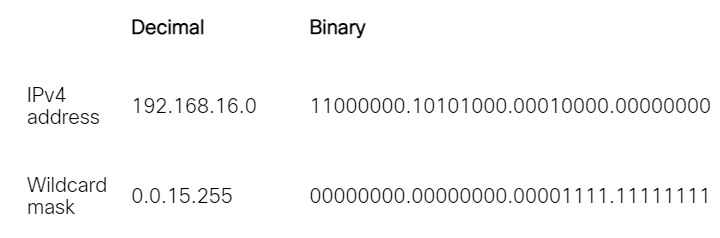 Decimal Binary
IPv4
address 192.168.16.0 11000000.10101000.00010000.00000000
Wildcard
mask 0.0.15.255 00000000.00000000.00001111.11111111